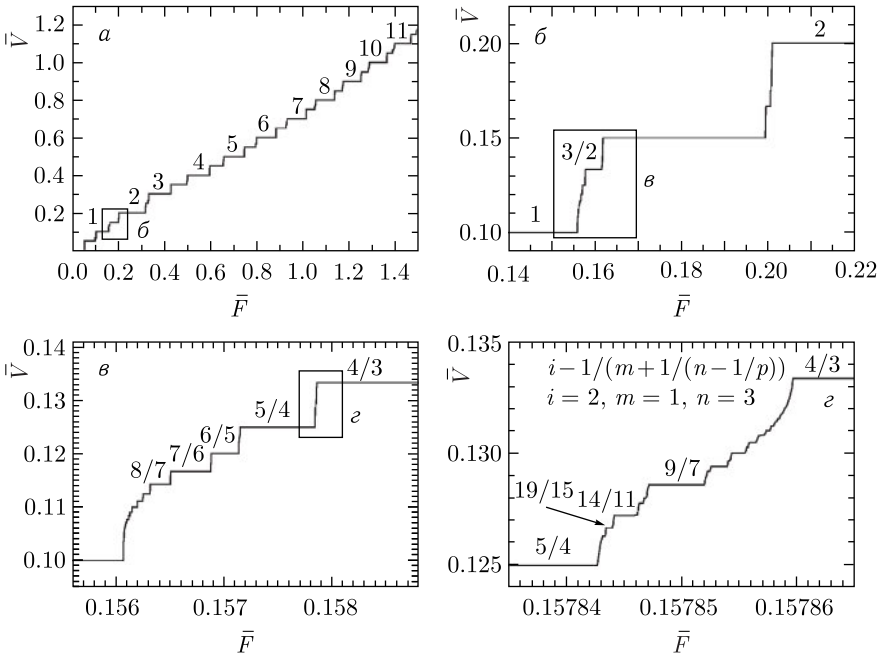 V̄
1.2
1.0
0.8
0.6
0.4
0.2
а
1
2
3
4
5
6
7
8
9
10
11
б
0.0 0.2 0.4 0.6 0.8 1.0 1.2 1.4
F̄
V̄
0.20
0.15
0.10
б
2
3/2
в
1
0.14 0.16 0.18 0.20 0.22
F̄
V̄
0.14
0.13
0.12
0.11
0.10
в
4/3
5/4
г
6/5
7/6
8/7
0.156 0.157 0.158
F̄
V̄
0.135
0.130
0.125
i−1/(m+1/(n−1/p))
i=2, m=1, n=3
4/3
г
9/7
19/15
14/11
5/4
0.15784 0.15785 0.15786
F̄